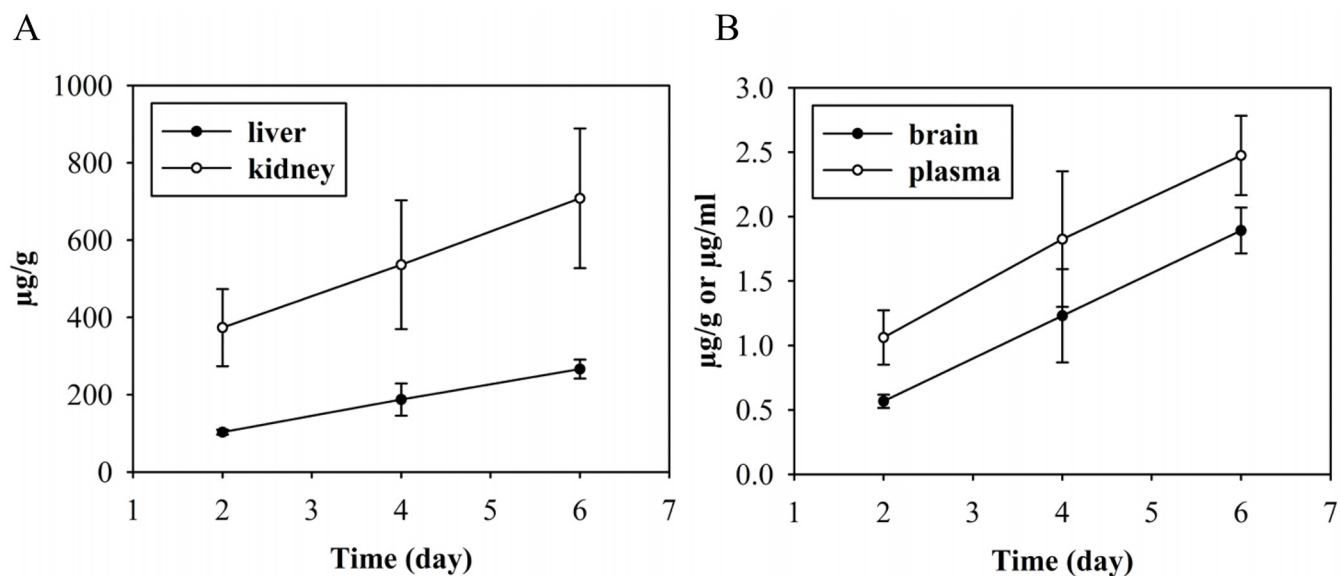 A
1000
800
600
400
200
0
µg/g
liver
kidney
1 2 3 4 5 6 7
Time (day)
B
3.0
2.5
2.0
1.5
1.0
0.5
0.0
µg/g or µg/ml
brain
plasma
1 2 3 4 5 6 7
Time (day)